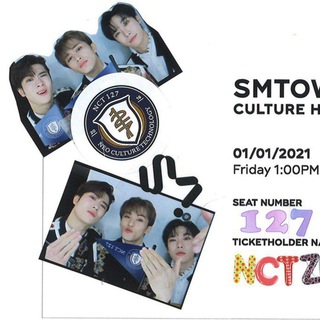 NCT 127
NEO CULTURE TECHNOLOGY
SMTOW
CULTURE H
01/01/2021
Friday 1:00PM
SEAT NUMBER
127
TICKETHOLDER NA
NCTZ